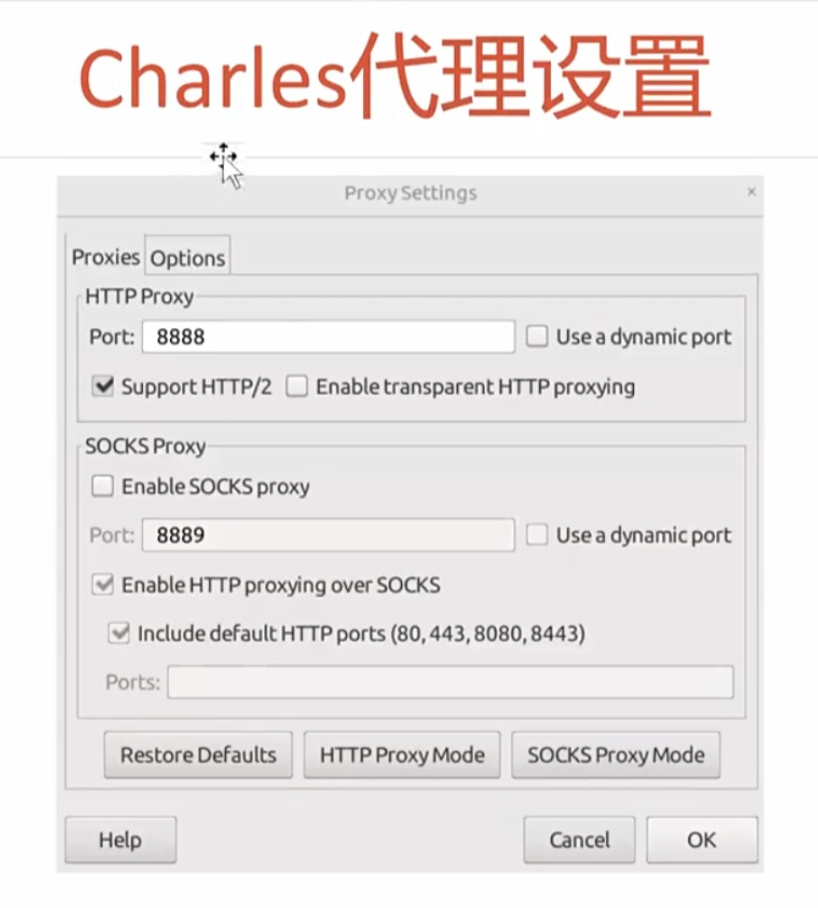 Charles代理设置
Proxy Settings ×
Proxies Options
HTTP Proxy
Port: 8888 Use a dynamic port
Support HTTP/2 Enable transparent HTTP proxying
SOCKS Proxy
Enable SOCKS proxy
Port: 8889 Use a dynamic port
Enable HTTP proxying over SOCKS
Include default HTTP ports (80, 443, 8080, 8443)
Ports:
Restore Defaults HTTP Proxy Mode SOCKS Proxy Mode
Help Cancel OK